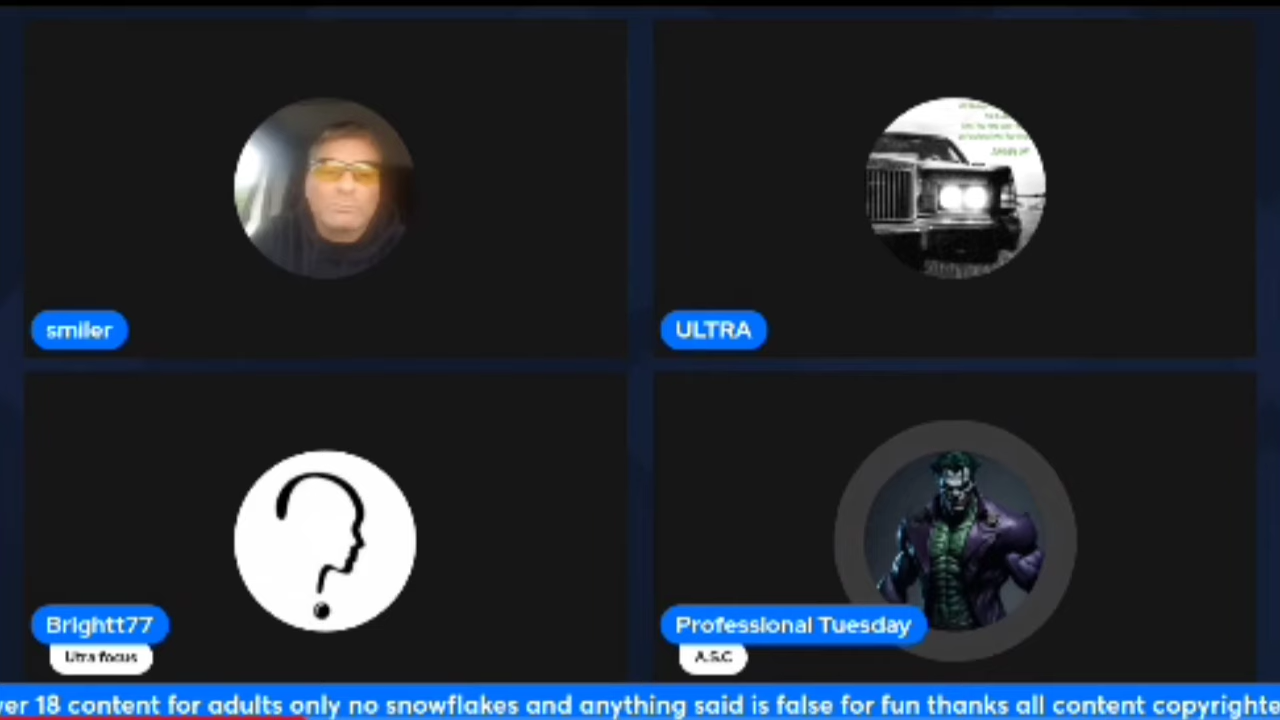 smiler
ULTRA
Brightt77
Utra focus
Professional Tuesday
A.S.C
ver 18 content for adults only no snowflakes and anything said is false for fun thanks all content copyrighte